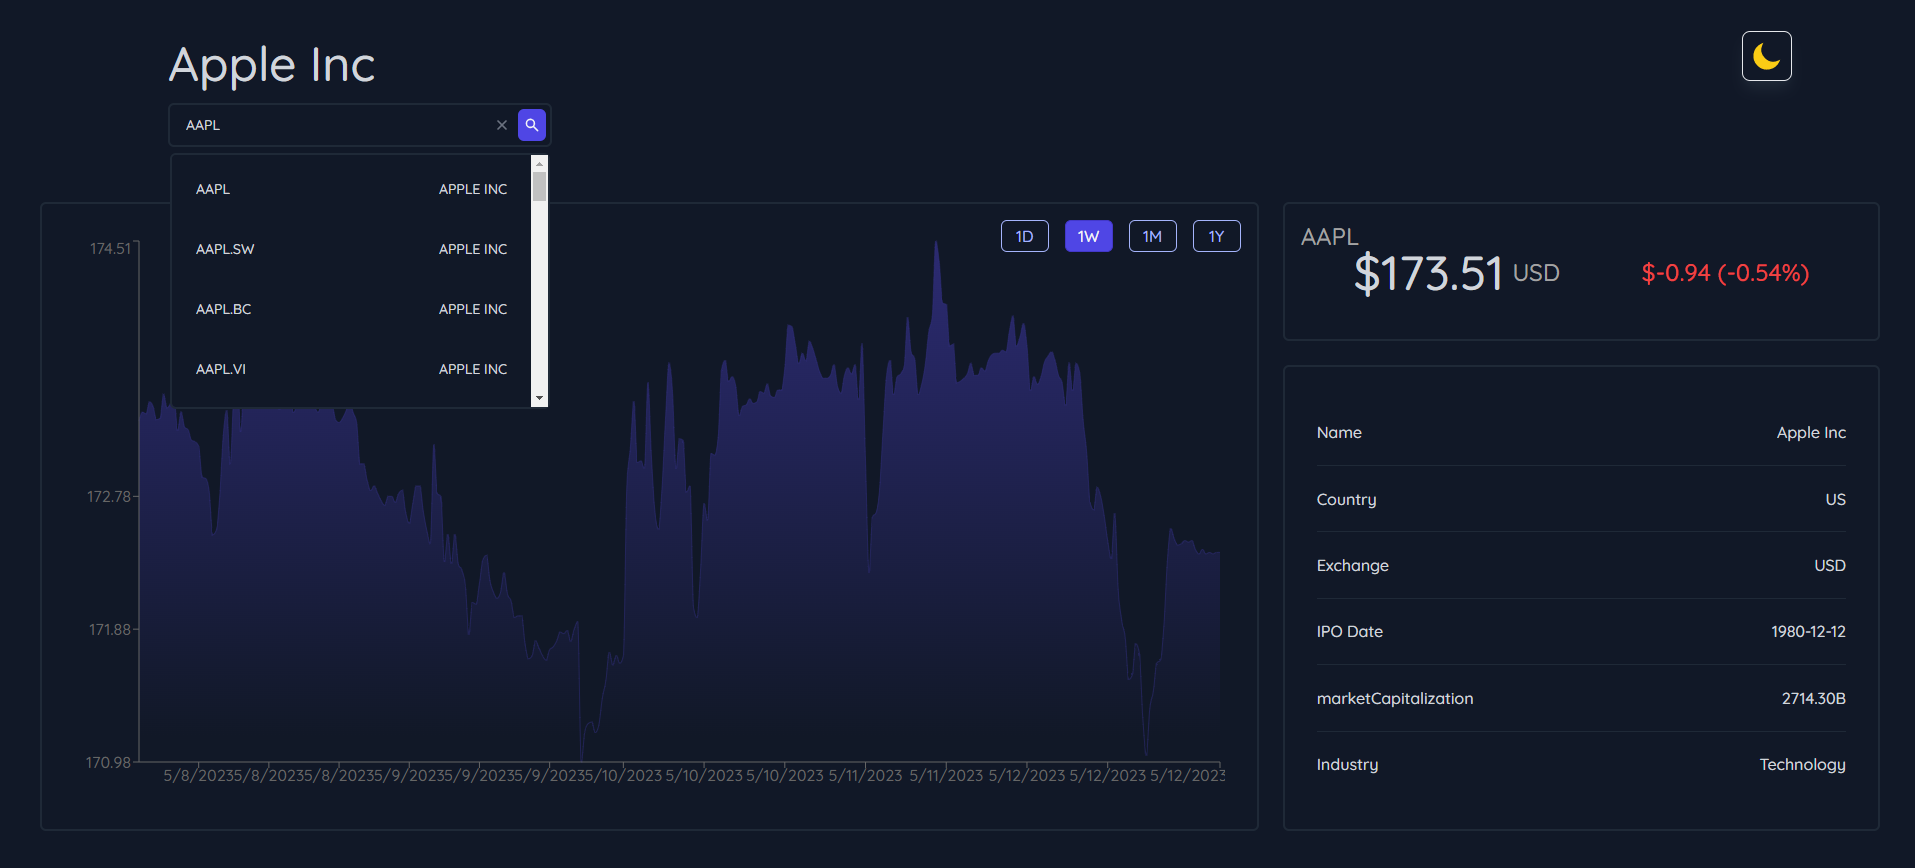 Apple Inc
AAPL
AAPL APPLE INC
AAPL.SW APPLE INC
AAPL.BC APPLE INC
AAPL.VI APPLE INC
1D 1W 1M 1Y
174.51
172.78
171.88
170.98
5/8/2023 5/8/2023 5/8/2023 5/9/2023 5/9/2023 5/9/2023 5/10/2023 5/10/2023 5/10/2023 5/11/2023 5/11/2023 5/12/2023 5/12/2023 5/12/2023
AAPL
$173.51 USD $-0.94 (-0.54%)
Name Apple Inc
Country US
Exchange USD
IPO Date 1980-12-12
marketCapitalization 2714.30B
Industry Technology